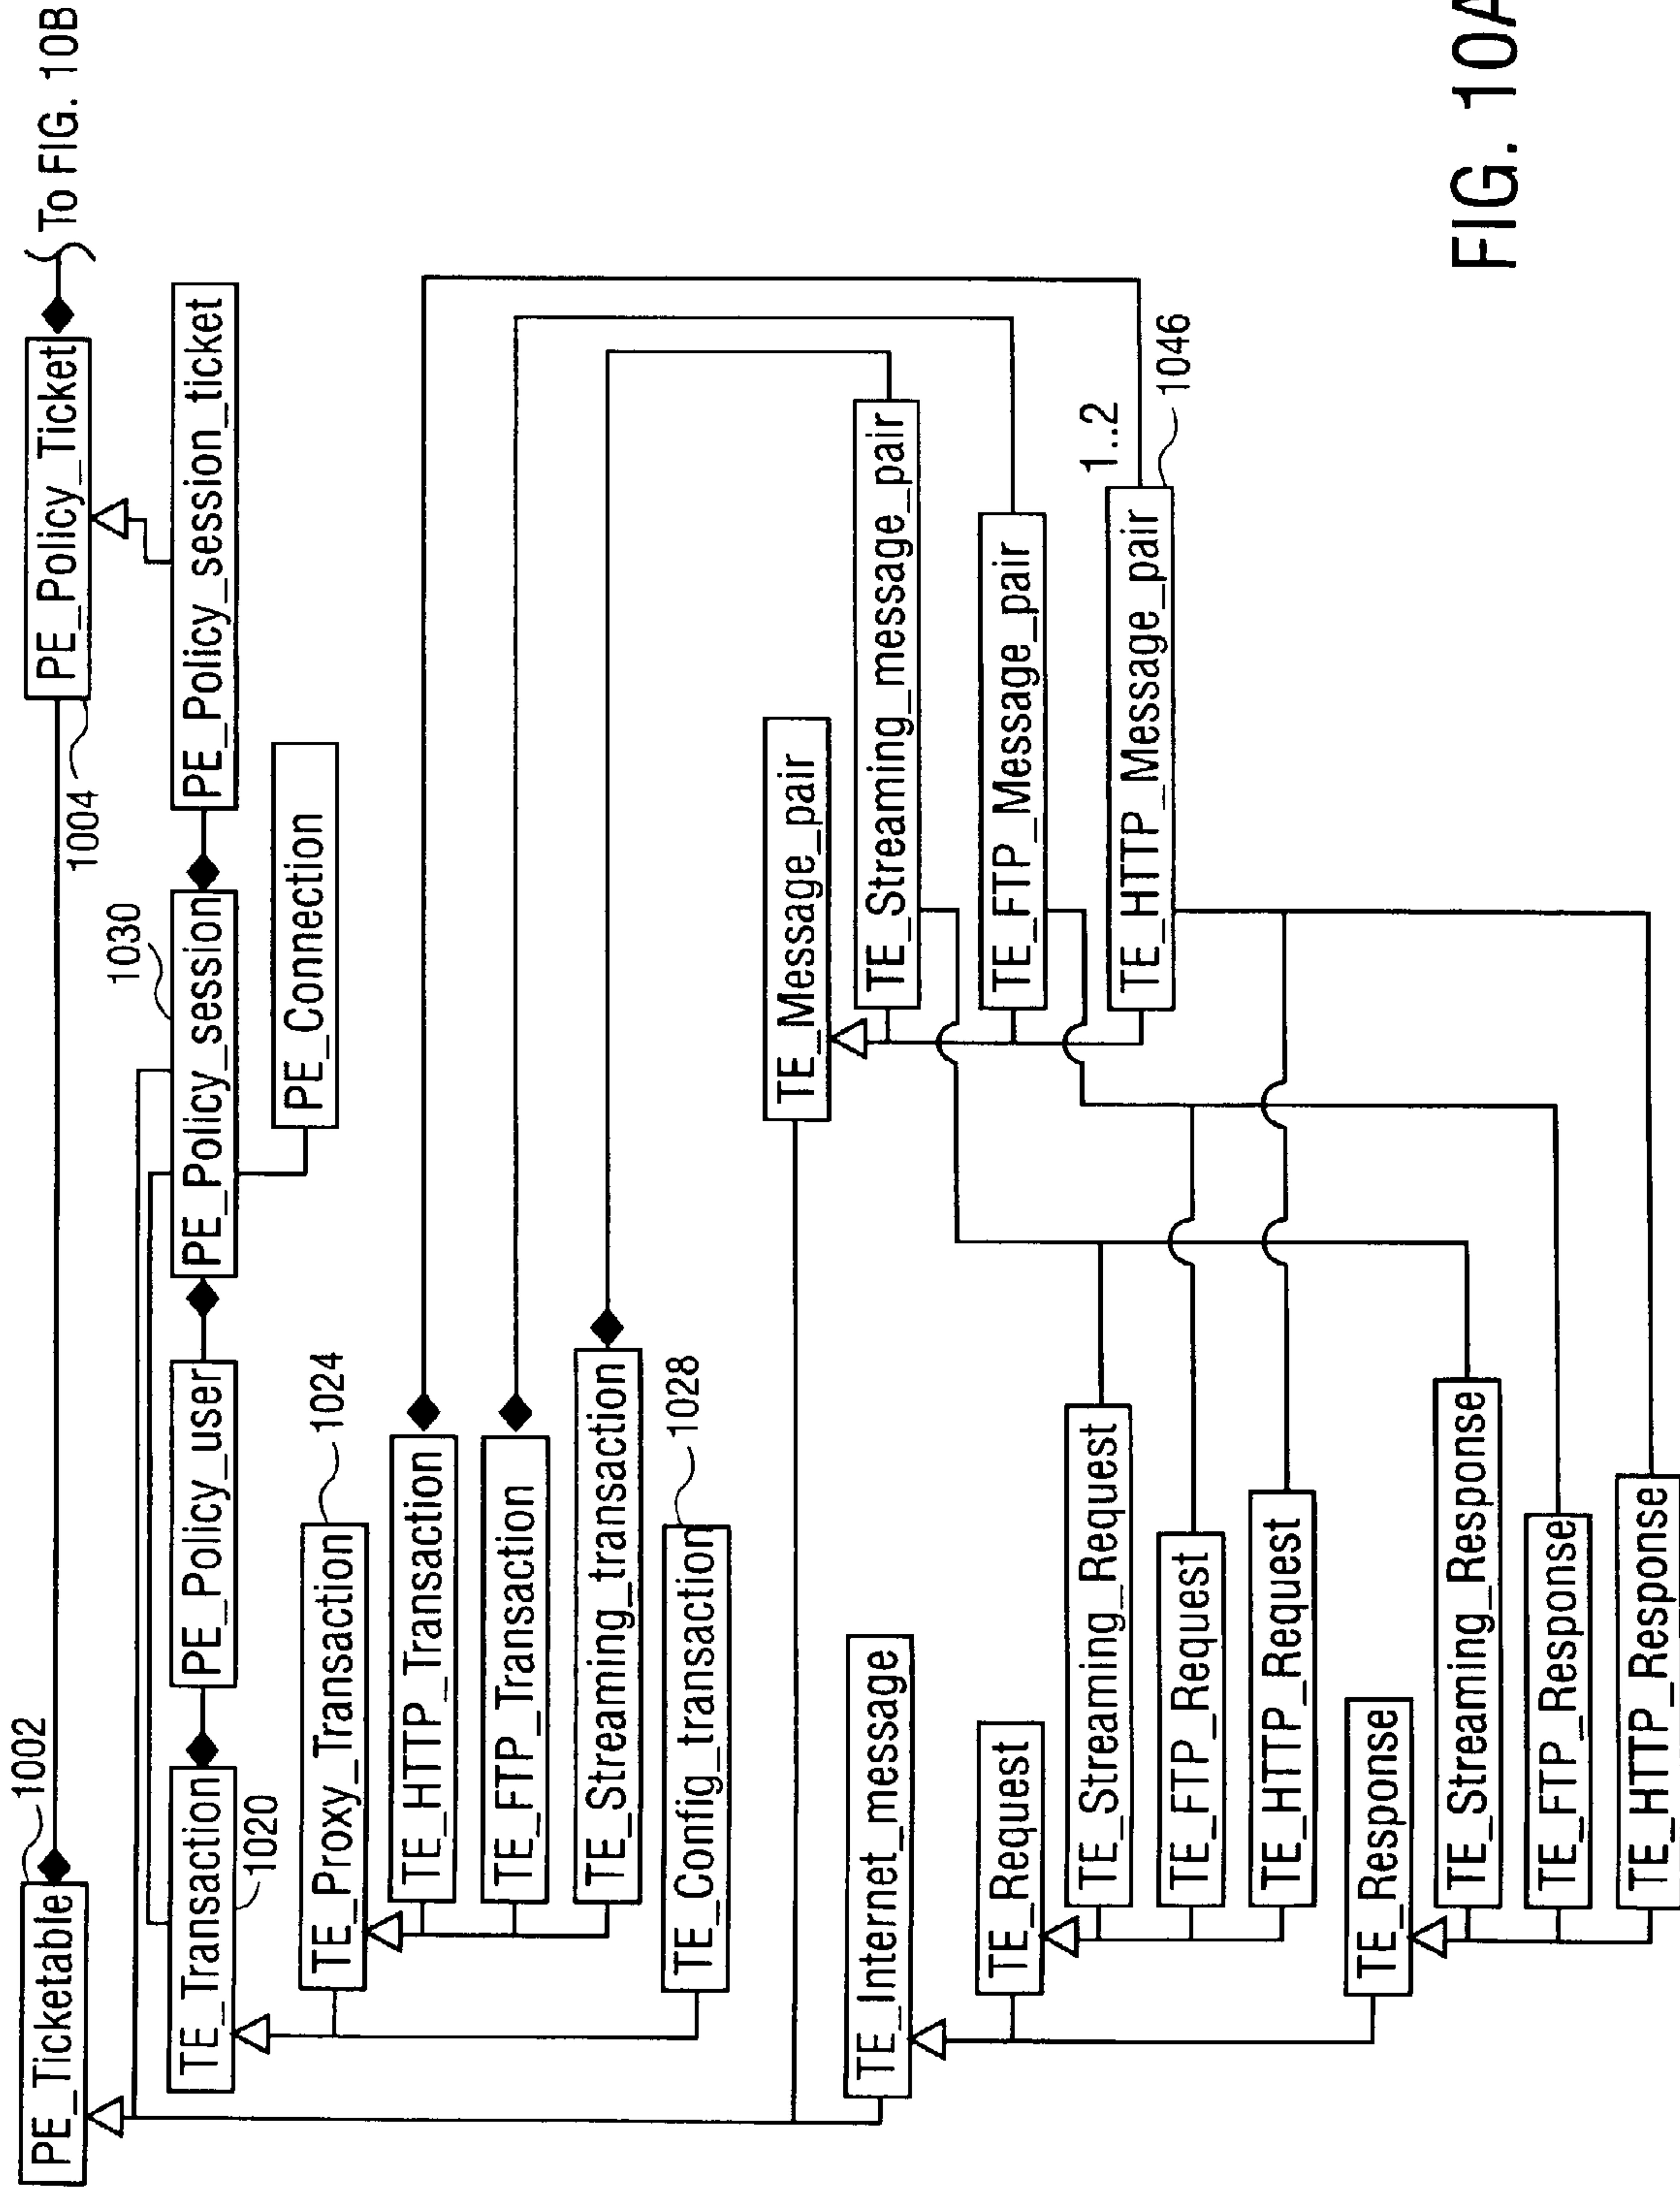 PE_Ticketable
1002
PE_Policy_Ticket
1004
To FIG. 10B
TE_Transaction
1020
PE_Policy_user
PE_Policy_session
1030
PE_Policy_session_ticket
PE_Connection
TE_Proxy_Transaction
1024
TE_HTTP_Transaction
TE_FTP_Transaction
TE_Streaming_transaction
TE_Config_transaction
1028
TE_Message_pair
TE_Streaming_message_pair
TE_FTP_Message_pair
TE_HTTP_Message_pair
1..2
1046
TE_Internet_message
TE_Request
TE_Streaming_Request
TE_FTP_Request
TE_HTTP_Request
TE_Response
TE_Streaming_Response
TE_FTP_Response
TE_HTTP_Response
FIG. 10A